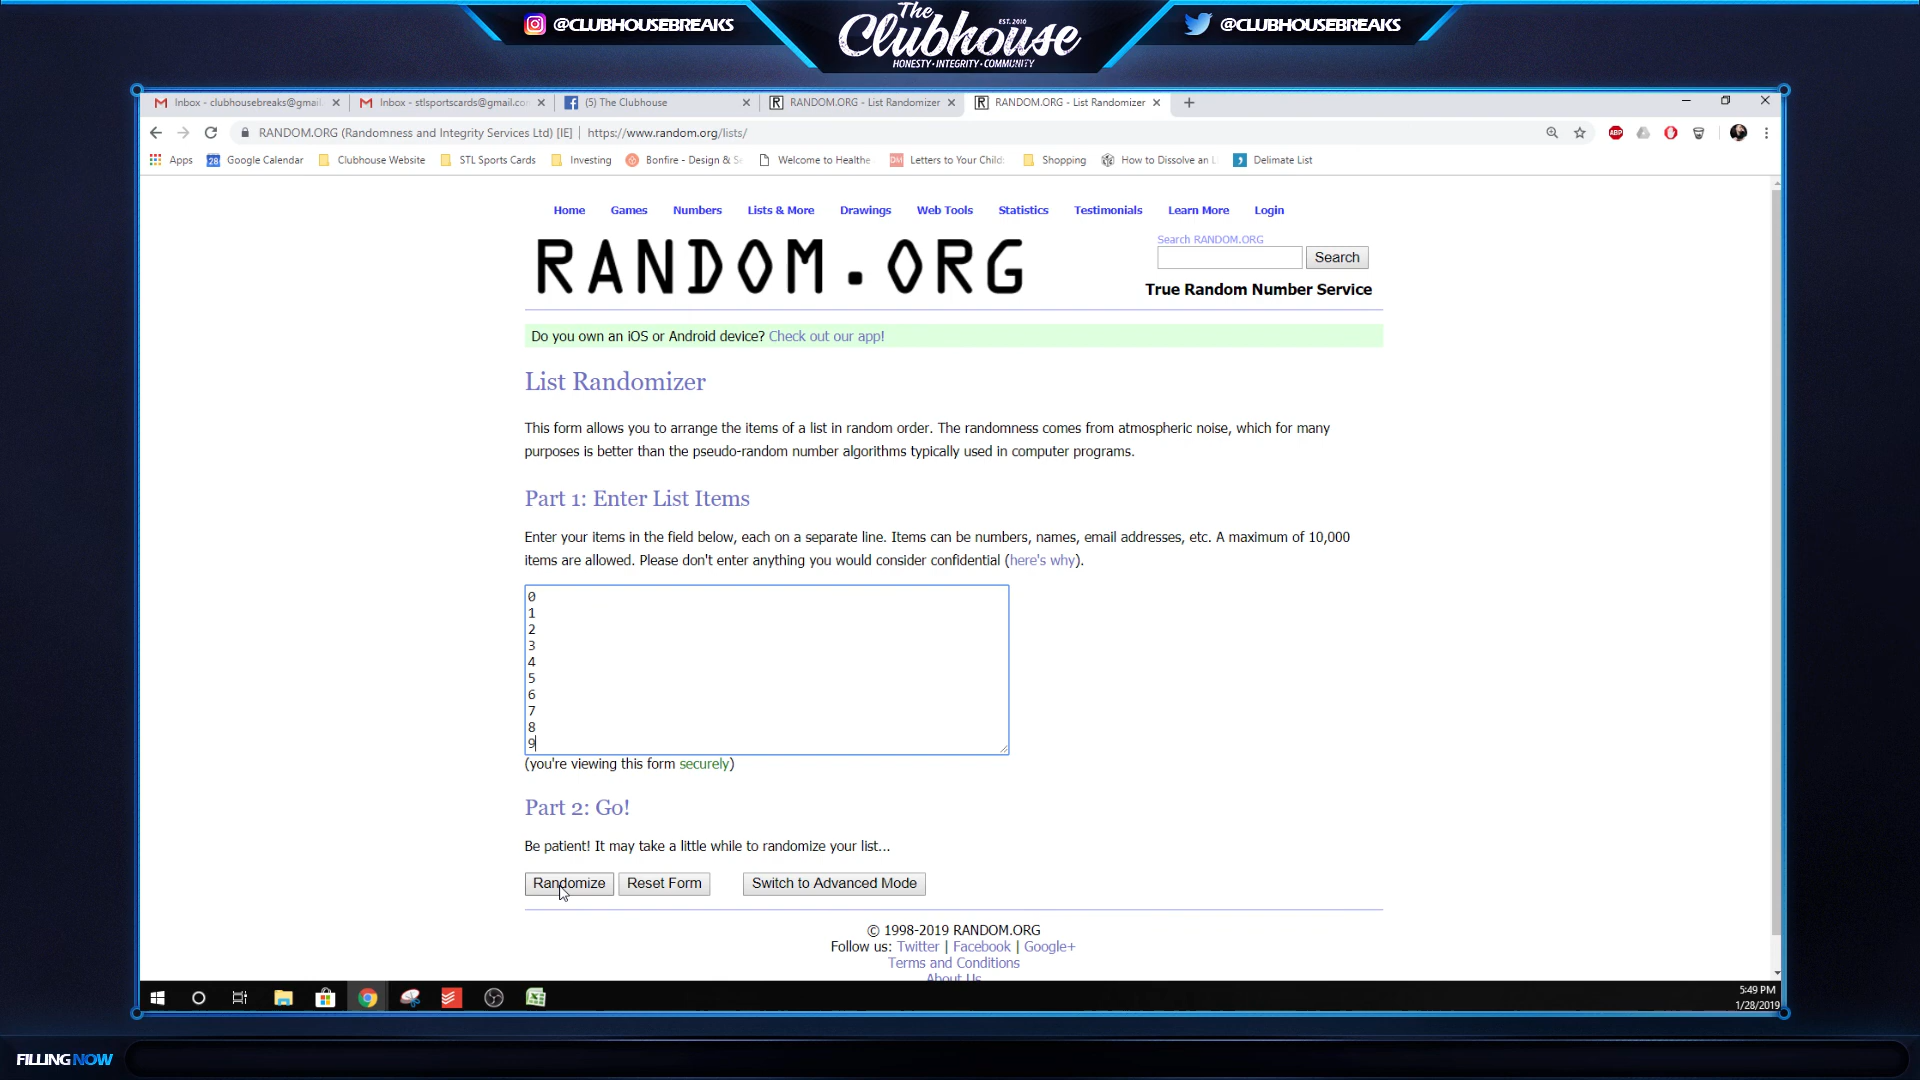 @CLUBHOUSEBREAKS
The Clubhouse
EST. 2010
HONESTY • INTEGRITY • COMMUNITY
@CLUBHOUSEBREAKS
Inbox - clubhousebreaks@gmail.
Inbox - stlsportscards@gmail.co
(5) The Clubhouse
RANDOM.ORG - List Randomizer
RANDOM.ORG - List Randomizer
RANDOM.ORG (Randomness and Integrity Services Ltd) [IE] | https://www.random.org/lists/
ABP
Apps
28 Google Calendar
Clubhouse Website
STL Sports Cards
Investing
Bonfire - Design & S
Welcome to Healthe
Letters to Your Child
Shopping
How to Dissolve an L
Delimate List
Home Games Numbers Lists & More Drawings Web Tools Statistics Testimonials Learn More Login
RANDOM.ORG
Search RANDOM.ORG
Search
True Random Number Service
Do you own an iOS or Android device? Check out our app!
List Randomizer
This form allows you to arrange the items of a list in random order. The randomness comes from atmospheric noise, which for many
purposes is better than the pseudo-random number algorithms typically used in computer programs.
Part 1: Enter List Items
Enter your items in the field below, each on a separate line. Items can be numbers, names, email addresses, etc. A maximum of 10,000
items are allowed. Please don't enter anything you would consider confidential (here's why).
0
1
2
3
4
5
6
7
8
9
(you're viewing this form securely)
Part 2: Go!
Be patient! It may take a little while to randomize your list...
Randomize Reset Form Switch to Advanced Mode
© 1998-2019 RANDOM.ORG
Follow us: Twitter | Facebook | Google+
Terms and Conditions
About Us
5:49 PM
1/28/2019
FILLING NOW